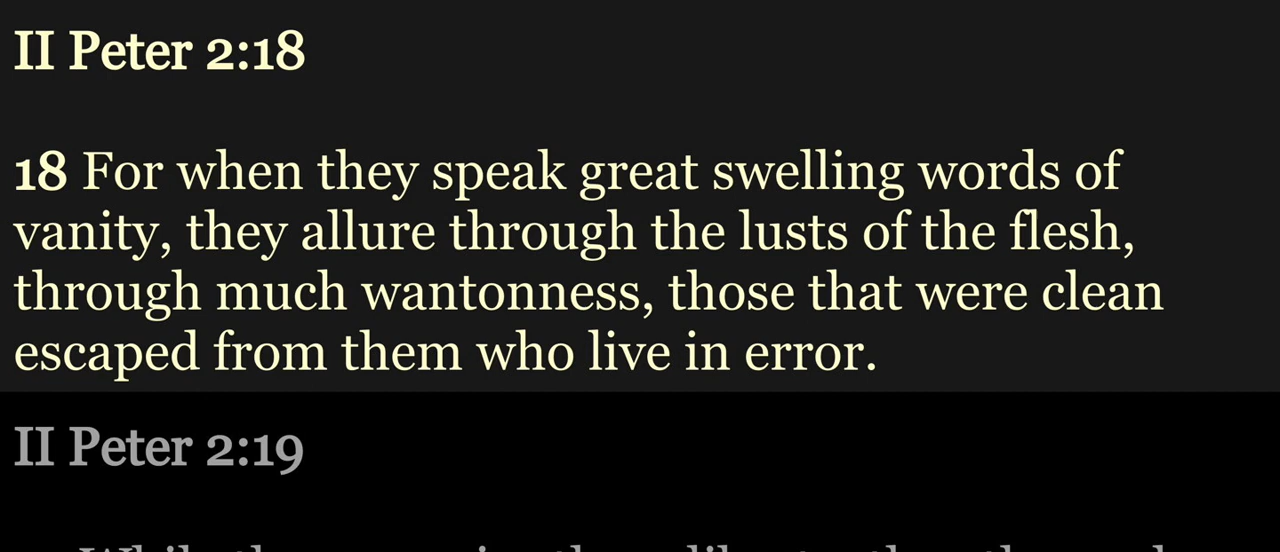 II Peter 2:18
18 For when they speak great swelling words of
vanity, they allure through the lusts of the flesh,
through much wantonness, those that were clean
escaped from them who live in error.
II Peter 2:19